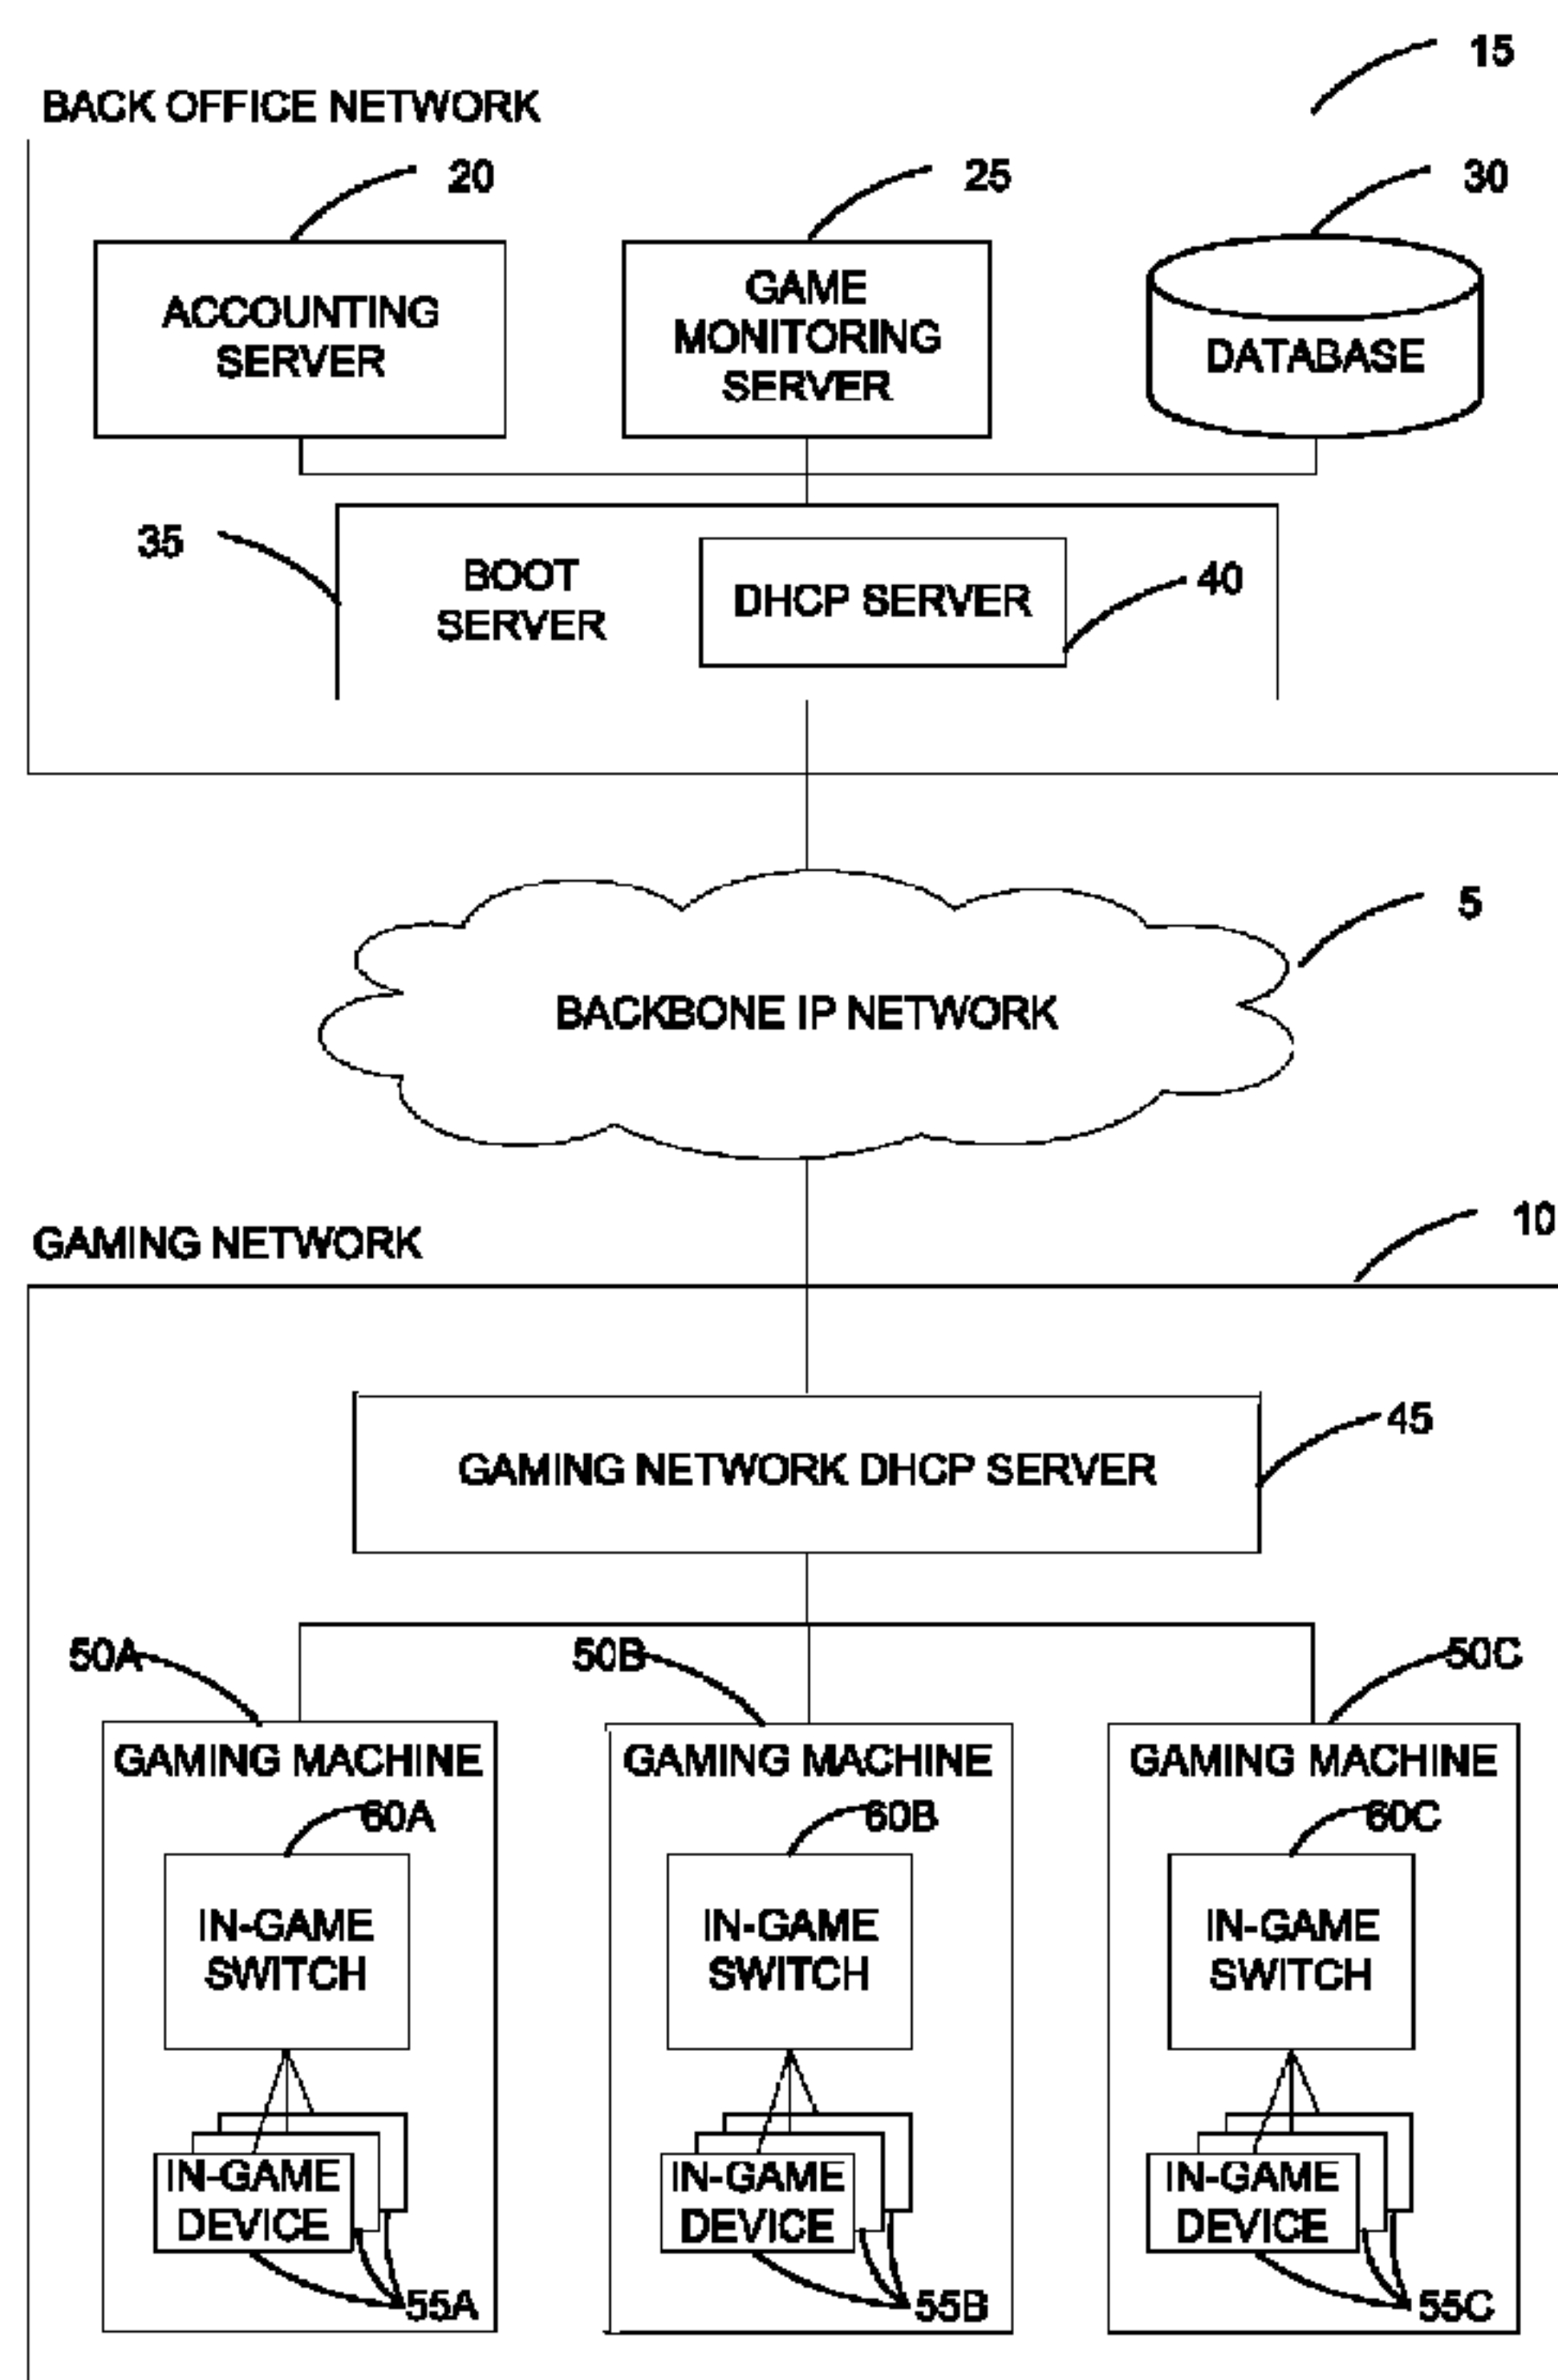 15
BACK OFFICE NETWORK
20
25
30
ACCOUNTING
SERVER
GAME
MONITORING
SERVER
DATABASE
35
BOOT
SERVER
DHCP SERVER
40
5
BACKBONE IP NETWORK
10
GAMING NETWORK
45
GAMING NETWORK DHCP SERVER
50A
50B
50C
GAMING MACHINE
60A
IN-GAME
SWITCH
IN-GAME
DEVICE
55A
GAMING MACHINE
60B
IN-GAME
SWITCH
IN-GAME
DEVICE
55B
GAMING MACHINE
60C
IN-GAME
SWITCH
IN-GAME
DEVICE
55C